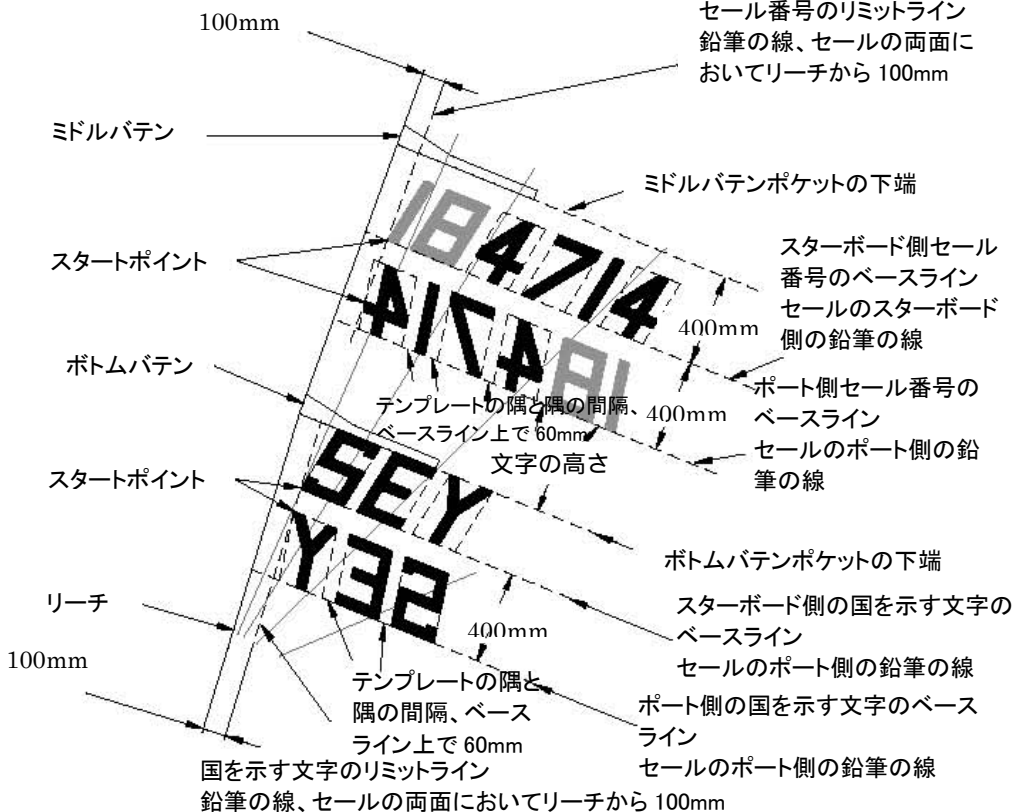 100mm
セール番号のリミットライン
鉛筆の線、セールの両面に
おいてリーチから 100mm
ミドルバテン
ミドルバテンポケットの下端
184714
スターボード側セール
番号のベースライン
セールのスターボード
側の鉛筆の線
スタートポイント
400mm
471481
ボトムバテン
ポート側セール番号の
ベースライン
セールのポート側の鉛
筆の線
テンプレートの隅と隅の間隔、
ベースライン上で 60mm
400mm
文字の高さ
SEY
スタートポイント
YES
ボトムバテンポケットの下端
リーチ
スターボード側の国を示す文字の
ベースライン
セールのポート側の鉛筆の線
400mm
100mm
テンプレートの隅と
隅の間隔、ベース
ライン上で 60mm
ポート側の国を示す文字のベース
ライン
セールのポート側の鉛筆の線
国を示す文字のリミットライン
鉛筆の線、セールの両面においてリーチから 100mm